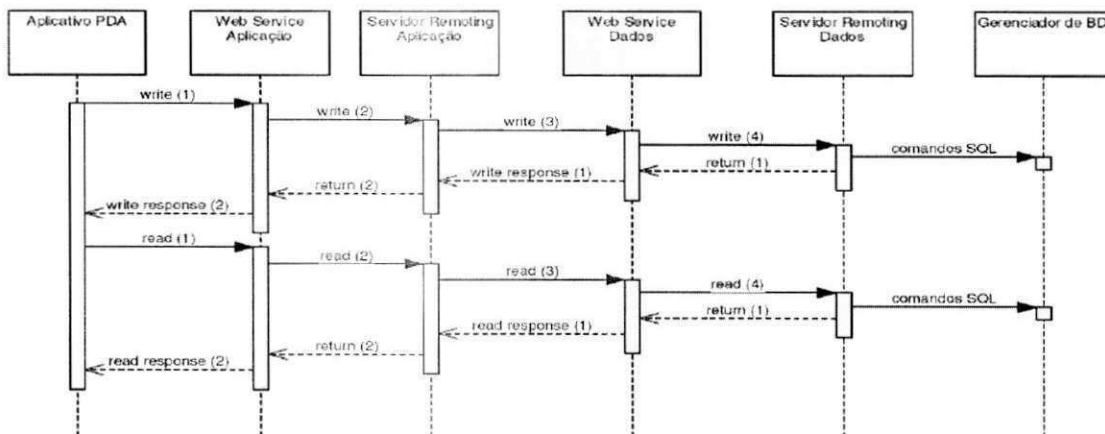 Aplicativo PDA
Web Service
Aplicação
Servidor Remoting
Aplicação
Web Service
Dados
Servidor Remoting
Dados
Gerenciador de BD
write (1)
write (2)
write (3)
write (4)
comandos SQL
return (1)
write response (1)
return (2)
write response (2)
read (1)
read (2)
read (3)
read (4)
comandos SQL
return (1)
read response (1)
return (2)
read response (2)